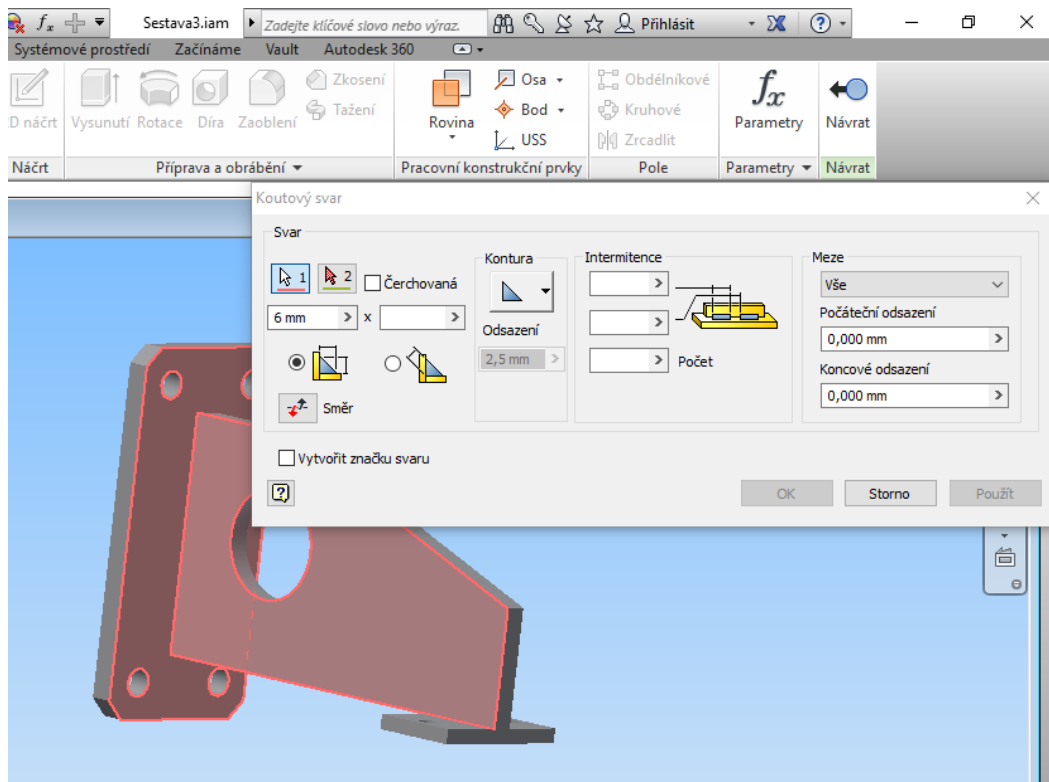 fx Sestava3.iam Zadejte klíčové slovo nebo výraz. Přihlásit
Systémové prostředí Začínáme Vault Autodesk 360
Zkosení Osa Obdélníkové
Tažení Bod Kruhové
D náčrt Vysunutí Rotace Díra Zaoblení Rovina USS Zrcadlit fx Parametry Návrat
Náčrt Příprava a obrábění Pracovní konstrukční prvky Pole Parametry Návrat
Koutový svar
Svar
Kontura Intermitence Meze
1 2 Čerchovaná Vše
6 mm x Odsazení Počáteční odsazení
0,000 mm
2,5 mm Počet Koncové odsazení
0,000 mm
Směr
Vytvořit značku svaru
OK Storno Použít